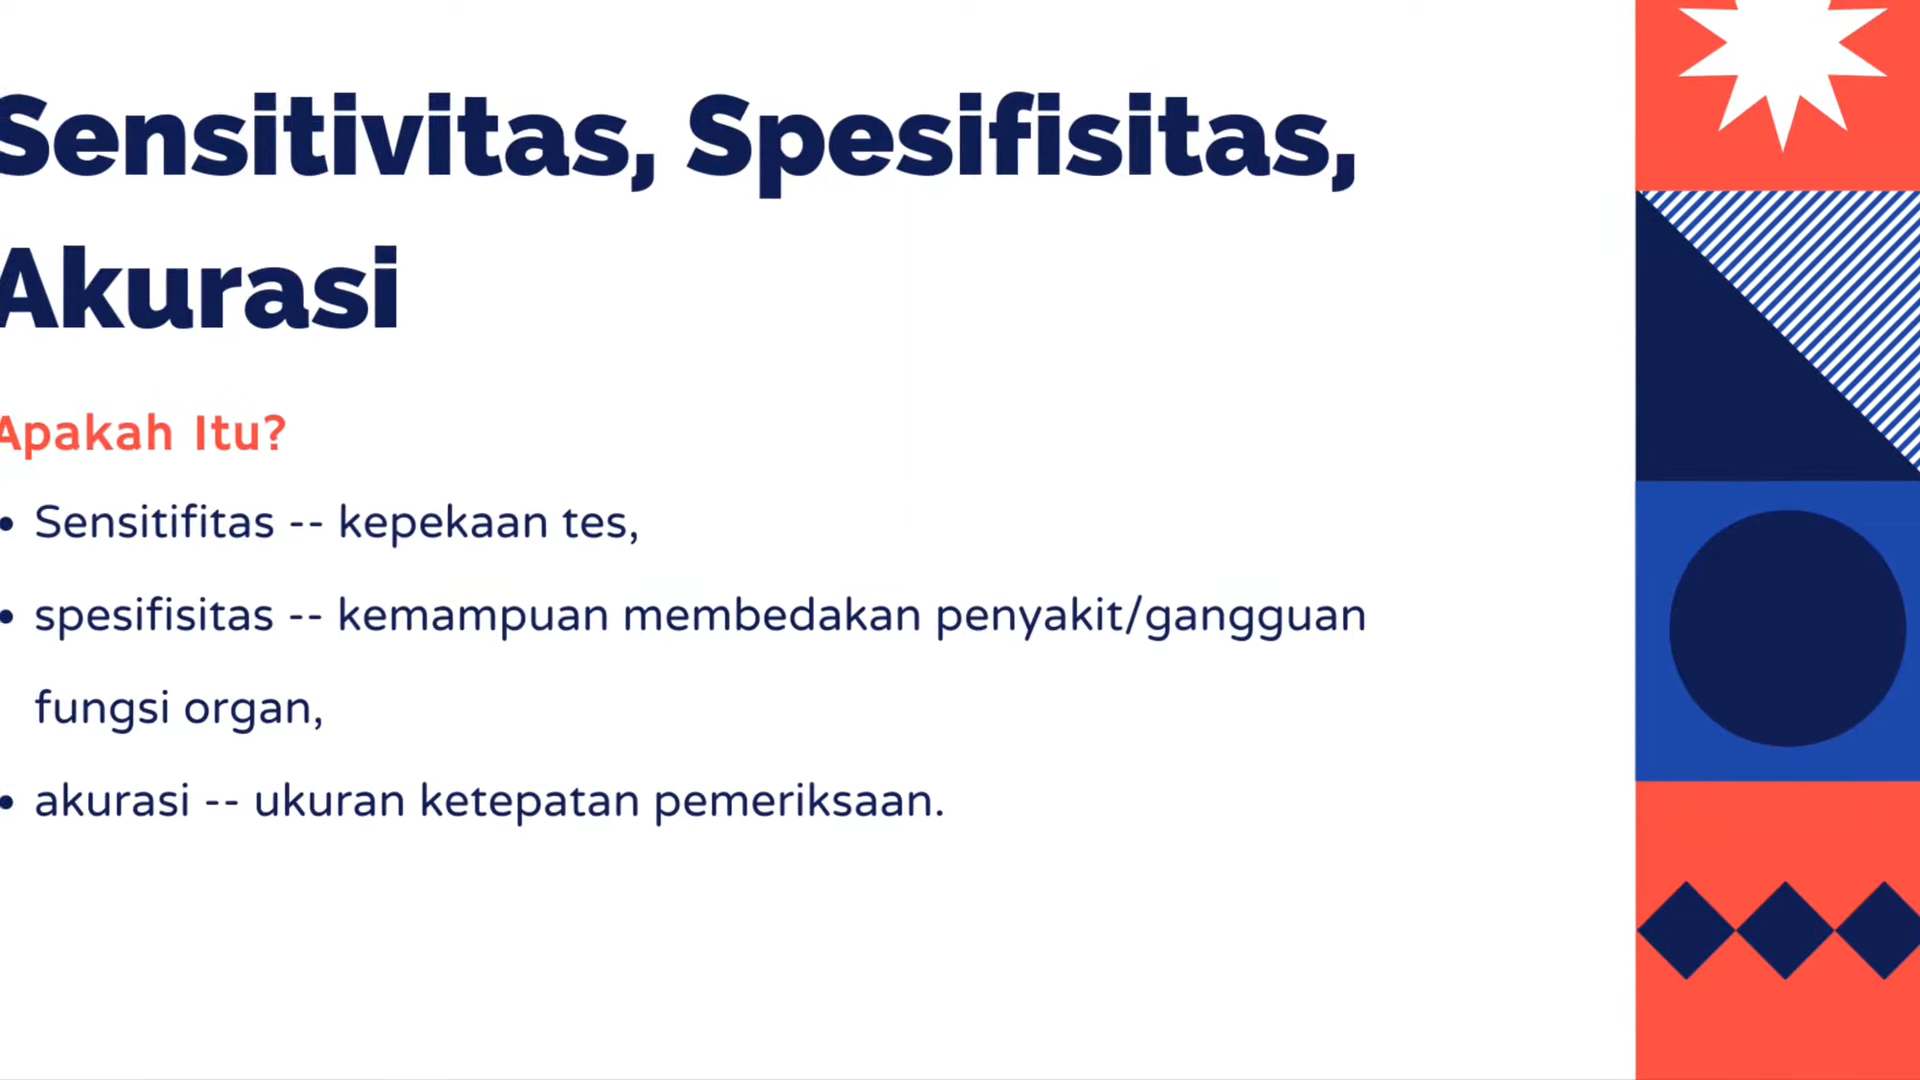 Sensitivitas, Spesifisitas,
Akurasi
Apakah Itu?
• Sensitifitas -- kepekaan tes,
• spesifisitas -- kemampuan membedakan penyakit/gangguan
fungsi organ,
• akurasi -- ukuran ketepatan pemeriksaan.